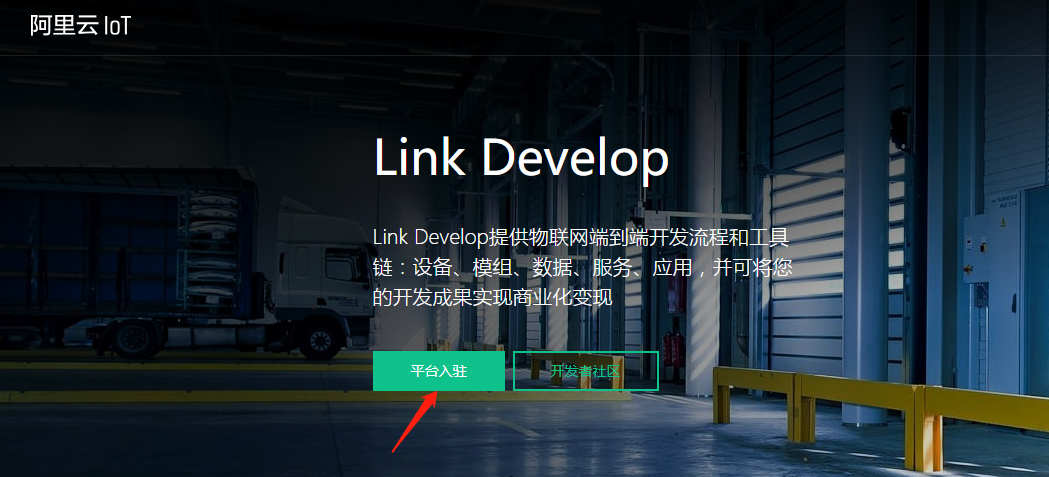 阿里云 IoT
Link Develop
Link Develop提供物联网端到端开发流程和工具
链：设备、模组、数据、服务、应用，并可将您
的开发成果实现商业化变现
平台入驻
开发者社区